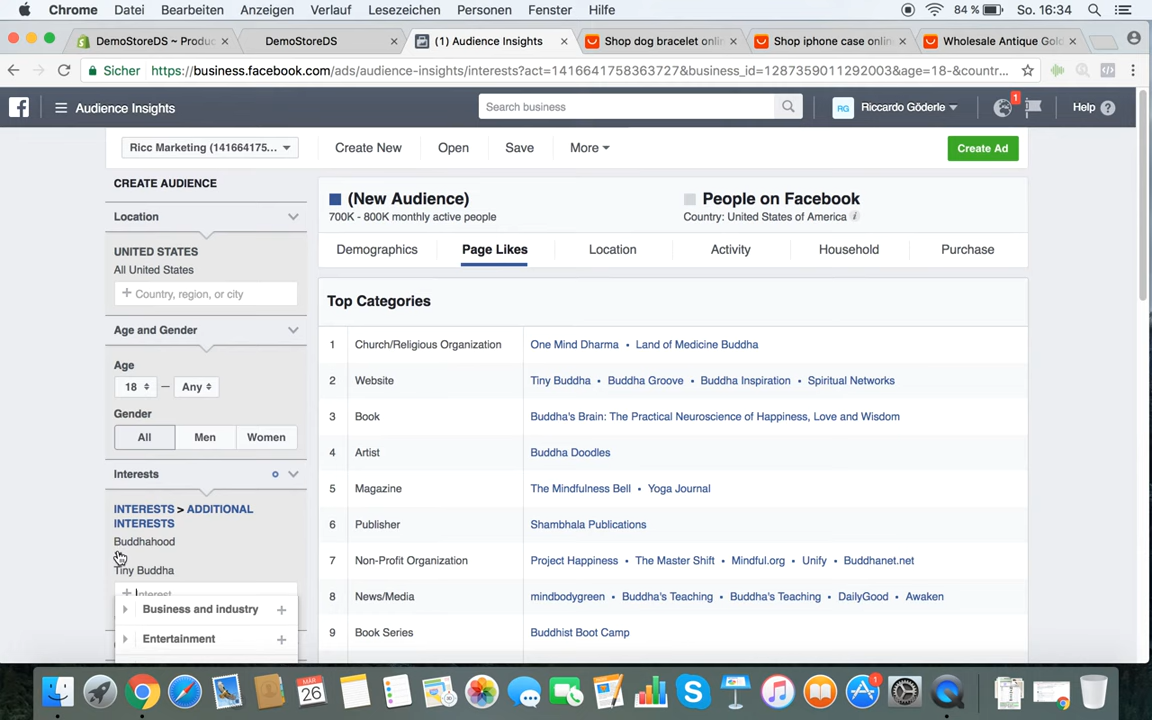 Chrome Datei Bearbeiten Anzeigen Verlauf Lesezeichen Personen Fenster Hilfe 84 % So. 16:34
DemoStoreDS ~ Produc DemoStoreDS (1) Audience Insights Shop dog bracelet onlin Shop iphone case onlin Wholesale Antique Gold
Sicher https://business.facebook.com/ads/audience-insights/interests?act=1416641758363727&business_id=1287359011292003&age=18-&countr...
Audience Insights Search business RG Riccardo Göderle 1 Help ?
Ricc Marketing (141664175... Create New Open Save More Create Ad
CREATE AUDIENCE
Location
UNITED STATES
All United States
+ Country, region, or city
Age and Gender
Age
18 — Any
Gender
All Men Women
Interests
INTERESTS > ADDITIONAL
INTERESTS
Buddhahood
Tiny Buddha
+ Interest
Business and industry +
Entertainment +
(New Audience)
700K - 800K monthly active people
People on Facebook
Country: United States of America i
Demographics Page Likes Location Activity Household Purchase
Top Categories
1 Church/Religious Organization One Mind Dharma • Land of Medicine Buddha
2 Website Tiny Buddha • Buddha Groove • Buddha Inspiration • Spiritual Networks
3 Book Buddha's Brain: The Practical Neuroscience of Happiness, Love and Wisdom
4 Artist Buddha Doodles
5 Magazine The Mindfulness Bell • Yoga Journal
6 Publisher Shambhala Publications
7 Non-Profit Organization Project Happiness • The Master Shift • Mindful.org • Unify • Buddhanet.net
8 News/Media mindbodygreen • Buddha's Teaching • Buddha's Teaching • DailyGood • Awaken
9 Book Series Buddhist Boot Camp
MAR
26
1